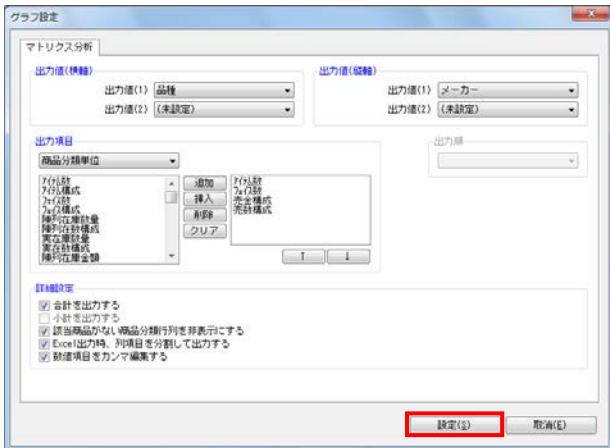 グラフ設定
マトリクス分析
出力値(横軸)
出力値(縦軸)
出力値(1) 品種
出力値(1) メーカー
出力値(2) (未設定)
出力値(2) (未設定)
出力項目
出力順
商品分類単位
ｱｲﾃﾑ数
ｱｲﾃﾑ構成
ﾌｪｲｽ数
ﾌｪｲｽ構成
陳列在庫数量
陳列在数構成
実在庫数量
実在数構成
陳列在庫金額
追加
挿入
削除
クリア
ｱｲﾃﾑ数
ﾌｪｲｽ数
売金構成
売数構成
↑ ↓
詳細設定
合計を出力する
小計を出力する
該当商品がない商品分類行列を非表示にする
Excel出力時、列項目を分割して出力する
数値項目をカンマ編集する
設定(S) 取消(E)